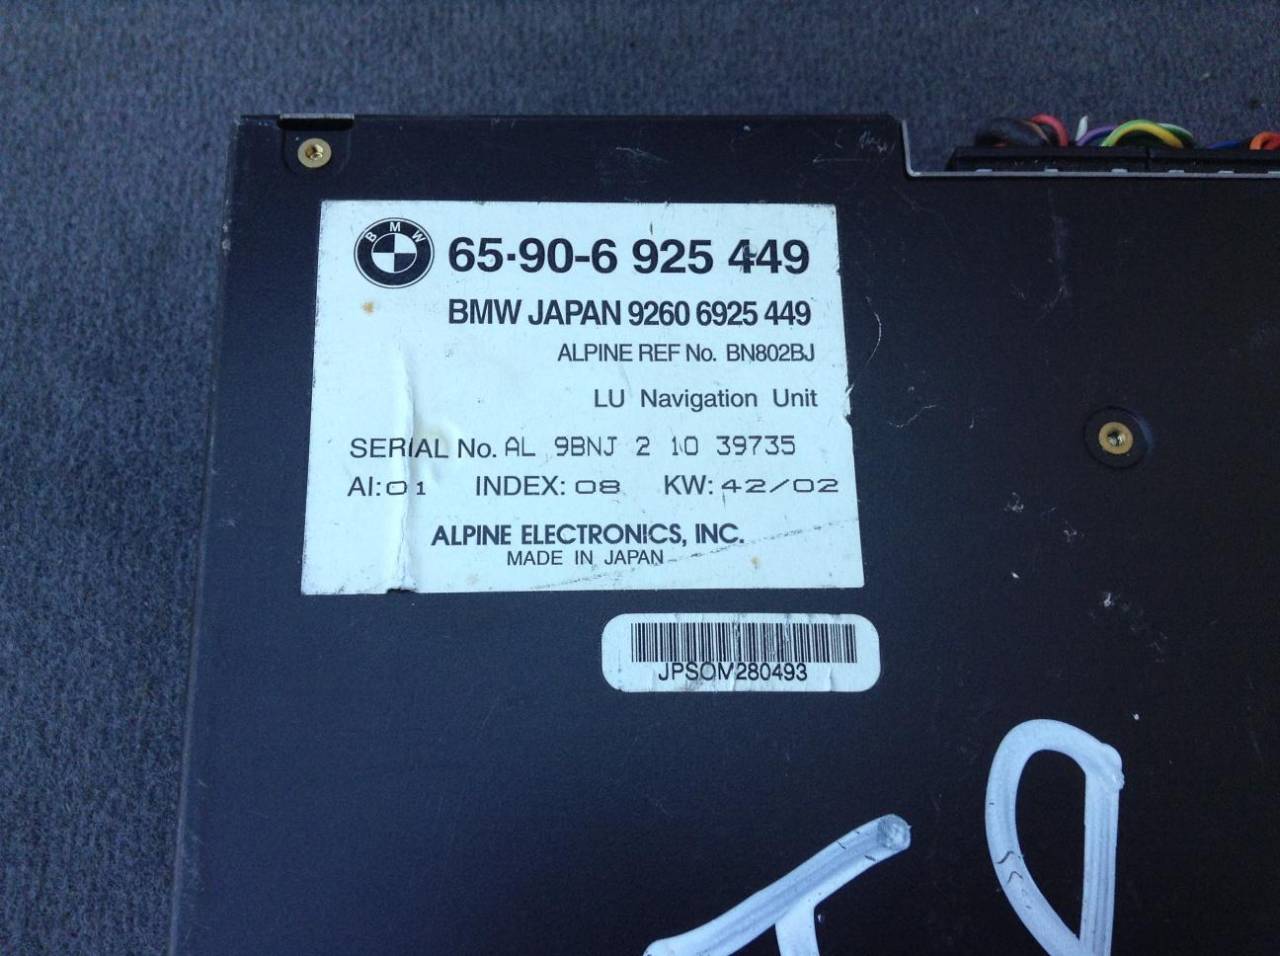 BMW
65·90-6 925 449
BMW JAPAN 9260 6925 449
ALPINE REF No. BN802BJ
LU Navigation Unit
SERIAL No. AL 9BNJ 2 10 39735
AI:01 INDEX: 08 KW: 42/02
ALPINE ELECTRONICS, INC.
MADE IN JAPAN
JPSOM280493